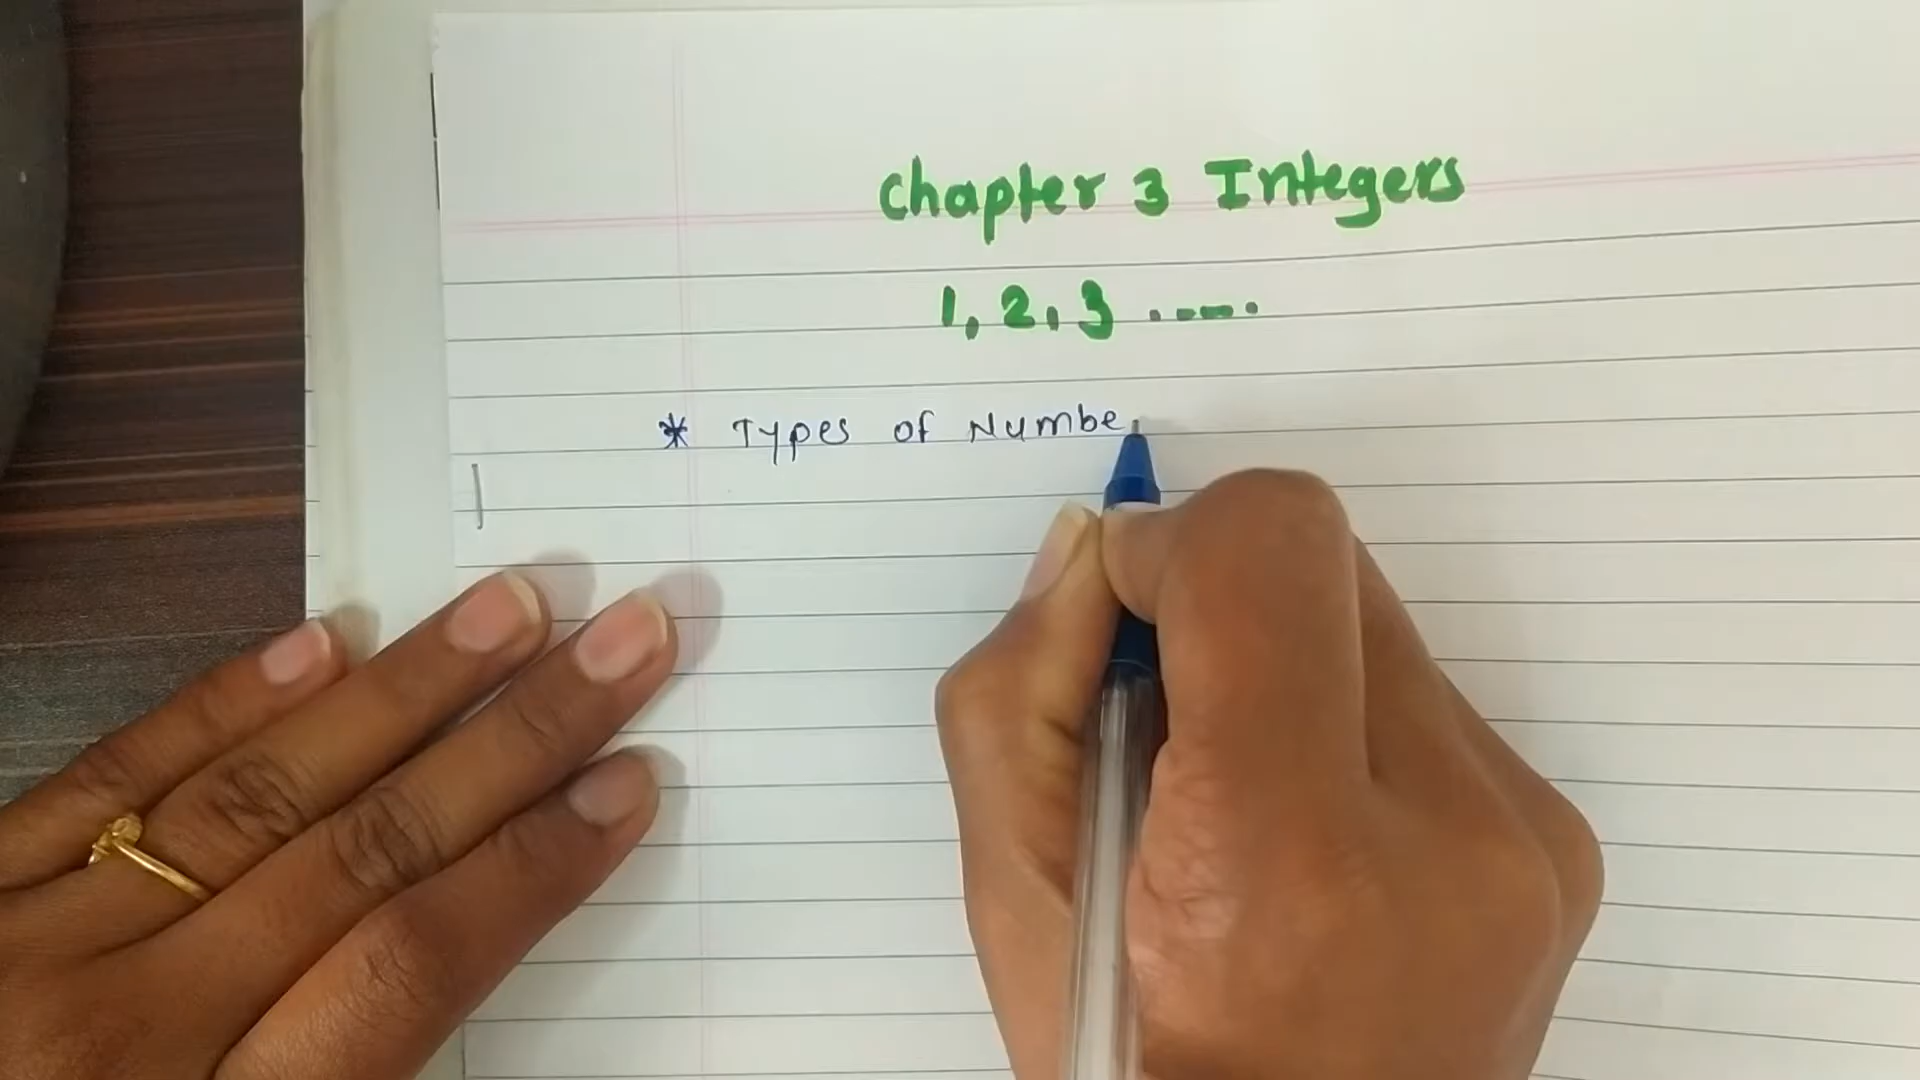 Chapter 3 Integers
1, 2, 3 .....
* Types of Numbe